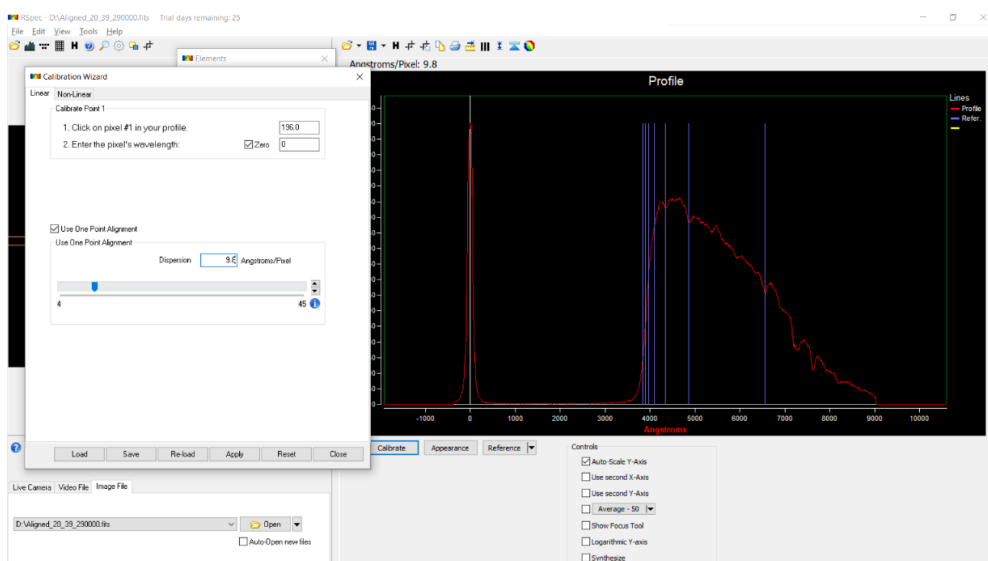 RSpec - D:\Aligned_20_39_290000.fits Trial days remaining: 25
File Edit View Tools Help
Elements
Angstroms/Pixel: 9.8
Calibration Wizard
Linear Non-Linear
Calibrate Point 1
1. Click on pixel #1 in your profile. 196.0
2. Enter the pixel's wevelength: Zero 0
Use One Point Alignment
Use One Point Alignment
Dispersion Angstroms/Pixel
4 45
Load Save Re-load Apply Reset Close
Profile
Lines
Profile
Refer.
-1000 0 1000 2000 3000 4000 5000 6000 7000 8000 9000 10000
Angstroms
Calibrate Appearance Reference
Controls
Auto-Scale Y-Axis
Use second X-Axis
Use second Y-Axis
Average - 50
Show Focus Tool
Logarithmic Y-axis
Synthesize
Live Camera Video File Image File
D:\Aligned_20_39_290000.fits Open
Auto-Open new files